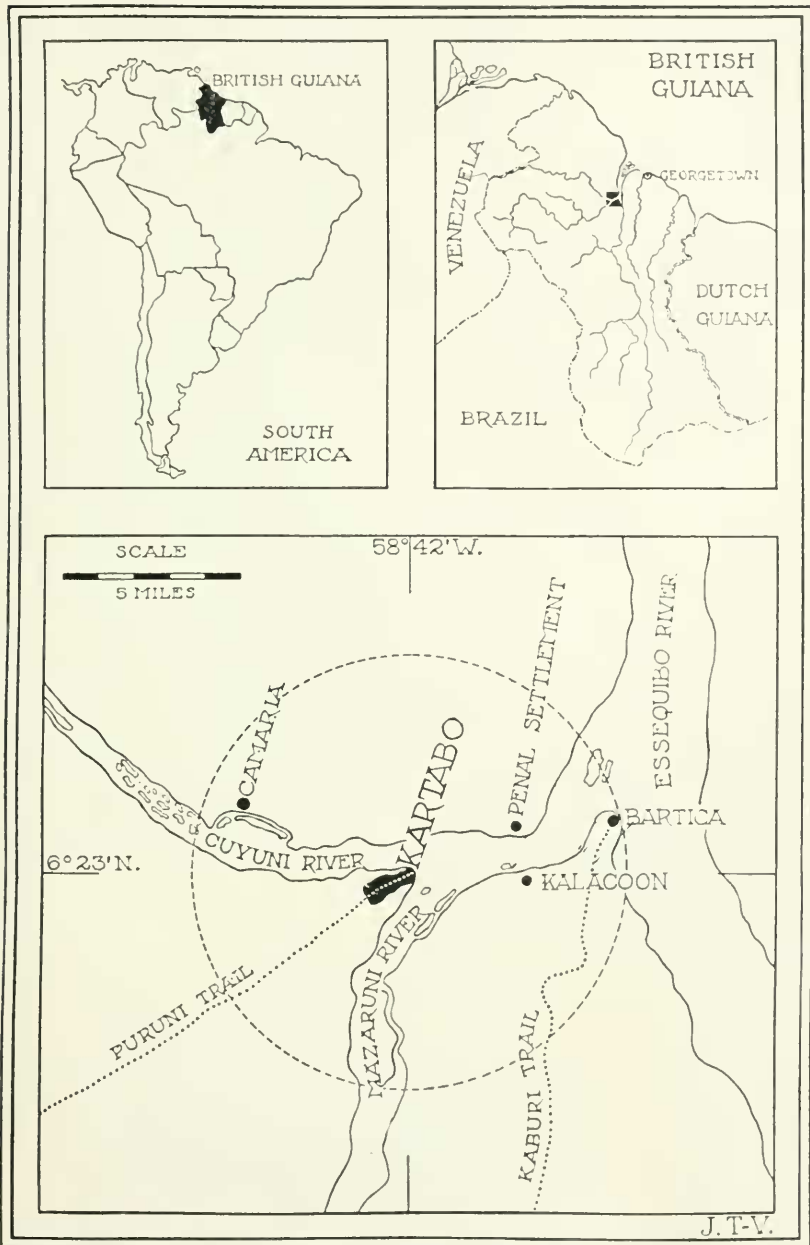 BRITISH GUIANA
SOUTH
AMERICA
BRITISH
GUIANA
VENEZUELA
GEORGETOWN
DUTCH
GUIANA
BRAZIL
SCALE
5 MILES
58°42'W.
PENAL SETTLEMENT
ESSEQUIBO RIVER
CAMARIA
KARTABO
BARTICA
CUYUNI RIVER
6°23'N.
KALACOON
MAZARUNI RIVER
PURUNI TRAIL
KABURI TRAIL
J. T-V.